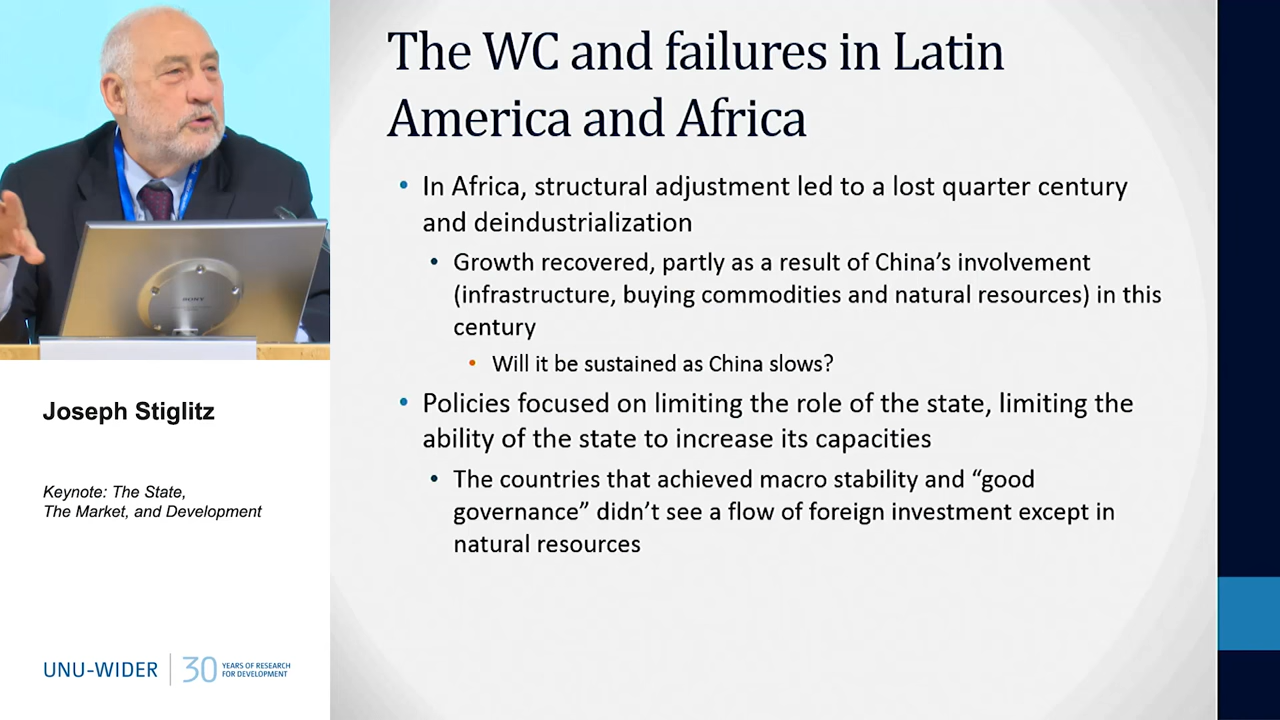 The WC and failures in Latin
America and Africa
• In Africa, structural adjustment led to a lost quarter century
and deindustrialization
• Growth recovered, partly as a result of China’s involvement
(infrastructure, buying commodities and natural resources) in this
century
• Will it be sustained as China slows?
• Policies focused on limiting the role of the state, limiting the
ability of the state to increase its capacities
• The countries that achieved macro stability and “good
governance” didn’t see a flow of foreign investment except in
natural resources
SONY
Joseph Stiglitz
Keynote: The State,
The Market, and Development
UNU-WIDER
30
YEARS OF RESEARCH
FOR DEVELOPMENT